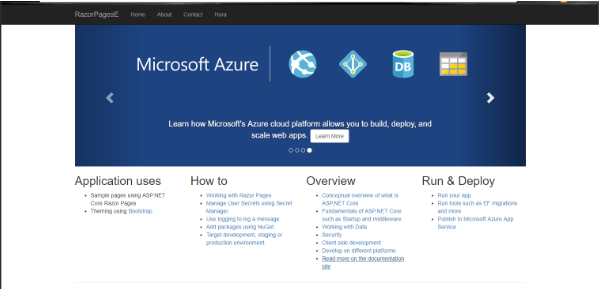 RazorPagesE Home About Contact Hora
Microsoft Azure
DB
Learn how Microsoft's Azure cloud platform allows you to build, deploy, and
scale web apps. Learn More
Application uses
Sample pages using ASP.NET
Core Razor Pages
Theming using Bootstrap
How to
Working with Razor Pages
Manage User Secrets using Secret
Manager.
Use logging to log a message
Add packages using NuGet
Target development, staging or
production environment.
Overview
Conceptual overview of what is
ASP.NET Core
Fundamentals of ASP.NET Core
such as Startup and middleware
Working with Data
Security
Client side development
Develop on different platforms
Read more on the documentation
site
Run & Deploy
Run your app
Run tools such as EF migrations
and more
Publish to Microsoft Azure App
Service